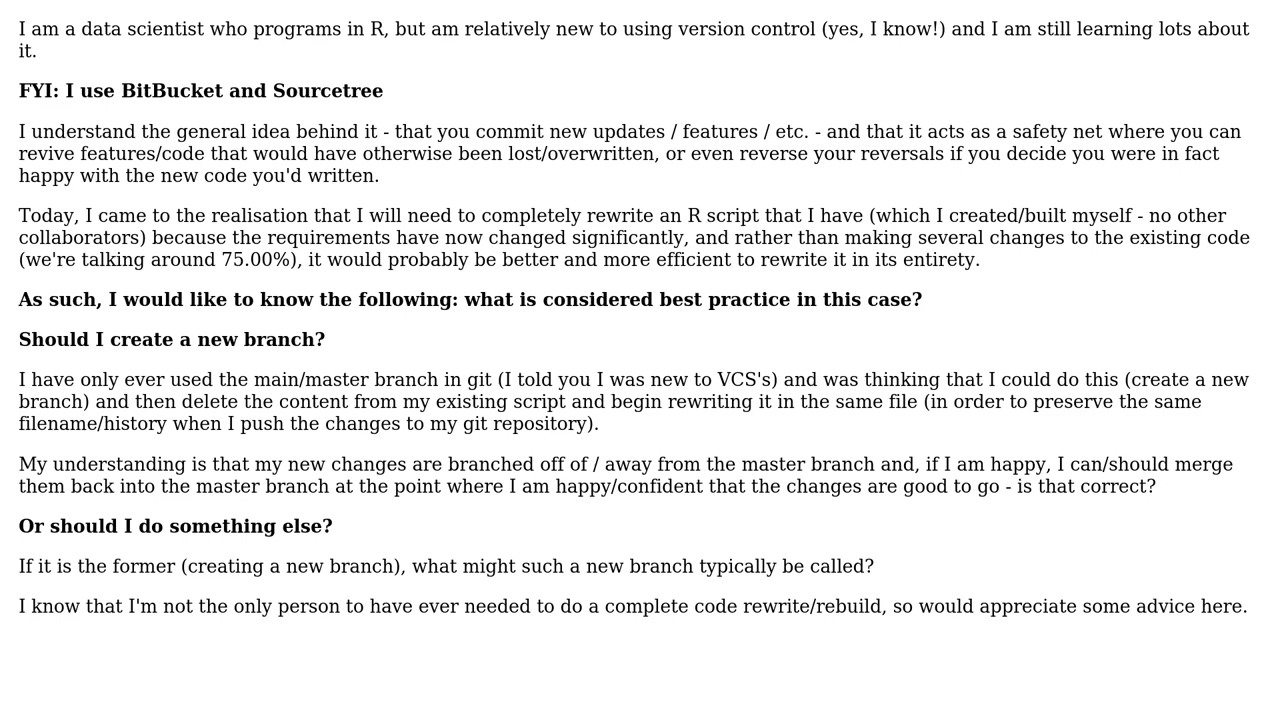 I am a data scientist who programs in R, but am relatively new to using version control (yes, I know!) and I am still learning lots about
it.
FYI: I use BitBucket and Sourcetree
I understand the general idea behind it - that you commit new updates / features / etc. - and that it acts as a safety net where you can
revive features/code that would have otherwise been lost/overwritten, or even reverse your reversals if you decide you were in fact
happy with the new code you'd written.
Today, I came to the realisation that I will need to completely rewrite an R script that I have (which I created/built myself - no other
collaborators) because the requirements have now changed significantly, and rather than making several changes to the existing code
(we're talking around 75.00%), it would probably be better and more efficient to rewrite it in its entirety.
As such, I would like to know the following: what is considered best practice in this case?
Should I create a new branch?
I have only ever used the main/master branch in git (I told you I was new to VCS's) and was thinking that I could do this (create a new
branch) and then delete the content from my existing script and begin rewriting it in the same file (in order to preserve the same
filename/history when I push the changes to my git repository).
My understanding is that my new changes are branched off of / away from the master branch and, if I am happy, I can/should merge
them back into the master branch at the point where I am happy/confident that the changes are good to go - is that correct?
Or should I do something else?
If it is the former (creating a new branch), what might such a new branch typically be called?
I know that I'm not the only person to have ever needed to do a complete code rewrite/rebuild, so would appreciate some advice here.